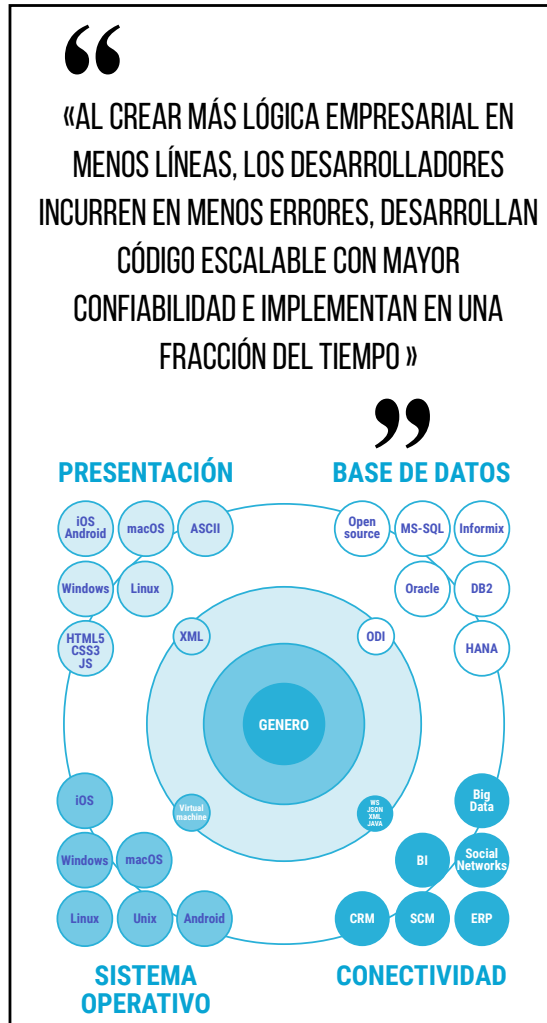 “
«AL CREAR MÁS LÓGICA EMPRESARIAL EN
MENOS LÍNEAS, LOS DESARROLLADORES
INCURREN EN MENOS ERRORES, DESARROLLAN
CÓDIGO ESCALABLE CON MAYOR
CONFIABILIDAD E IMPLEMENTAN EN UNA
FRACCIÓN DEL TIEMPO »
”
PRESENTACIÓN
iOS
Android
macOS
ASCII
Windows
Linux
HTML5
CSS3
JS
XML
BASE DE DATOS
Open
source
MS-SQL
Informix
Oracle
DB2
HANA
ODI
GENERO
Virtual
machine
iOS
Windows
macOS
Linux
Unix
Android
SISTEMA
OPERATIVO
WS
JSON
XML
JAVA
Big
Data
BI
Social
Networks
CRM
SCM
ERP
CONECTIVIDAD